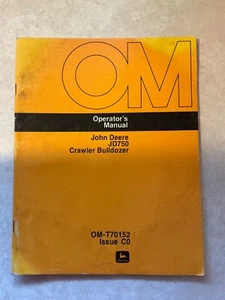 OM
Operator's
Manual
John Deere
JD750
Crawler Bulldozer
OM-T70152
Issue C0